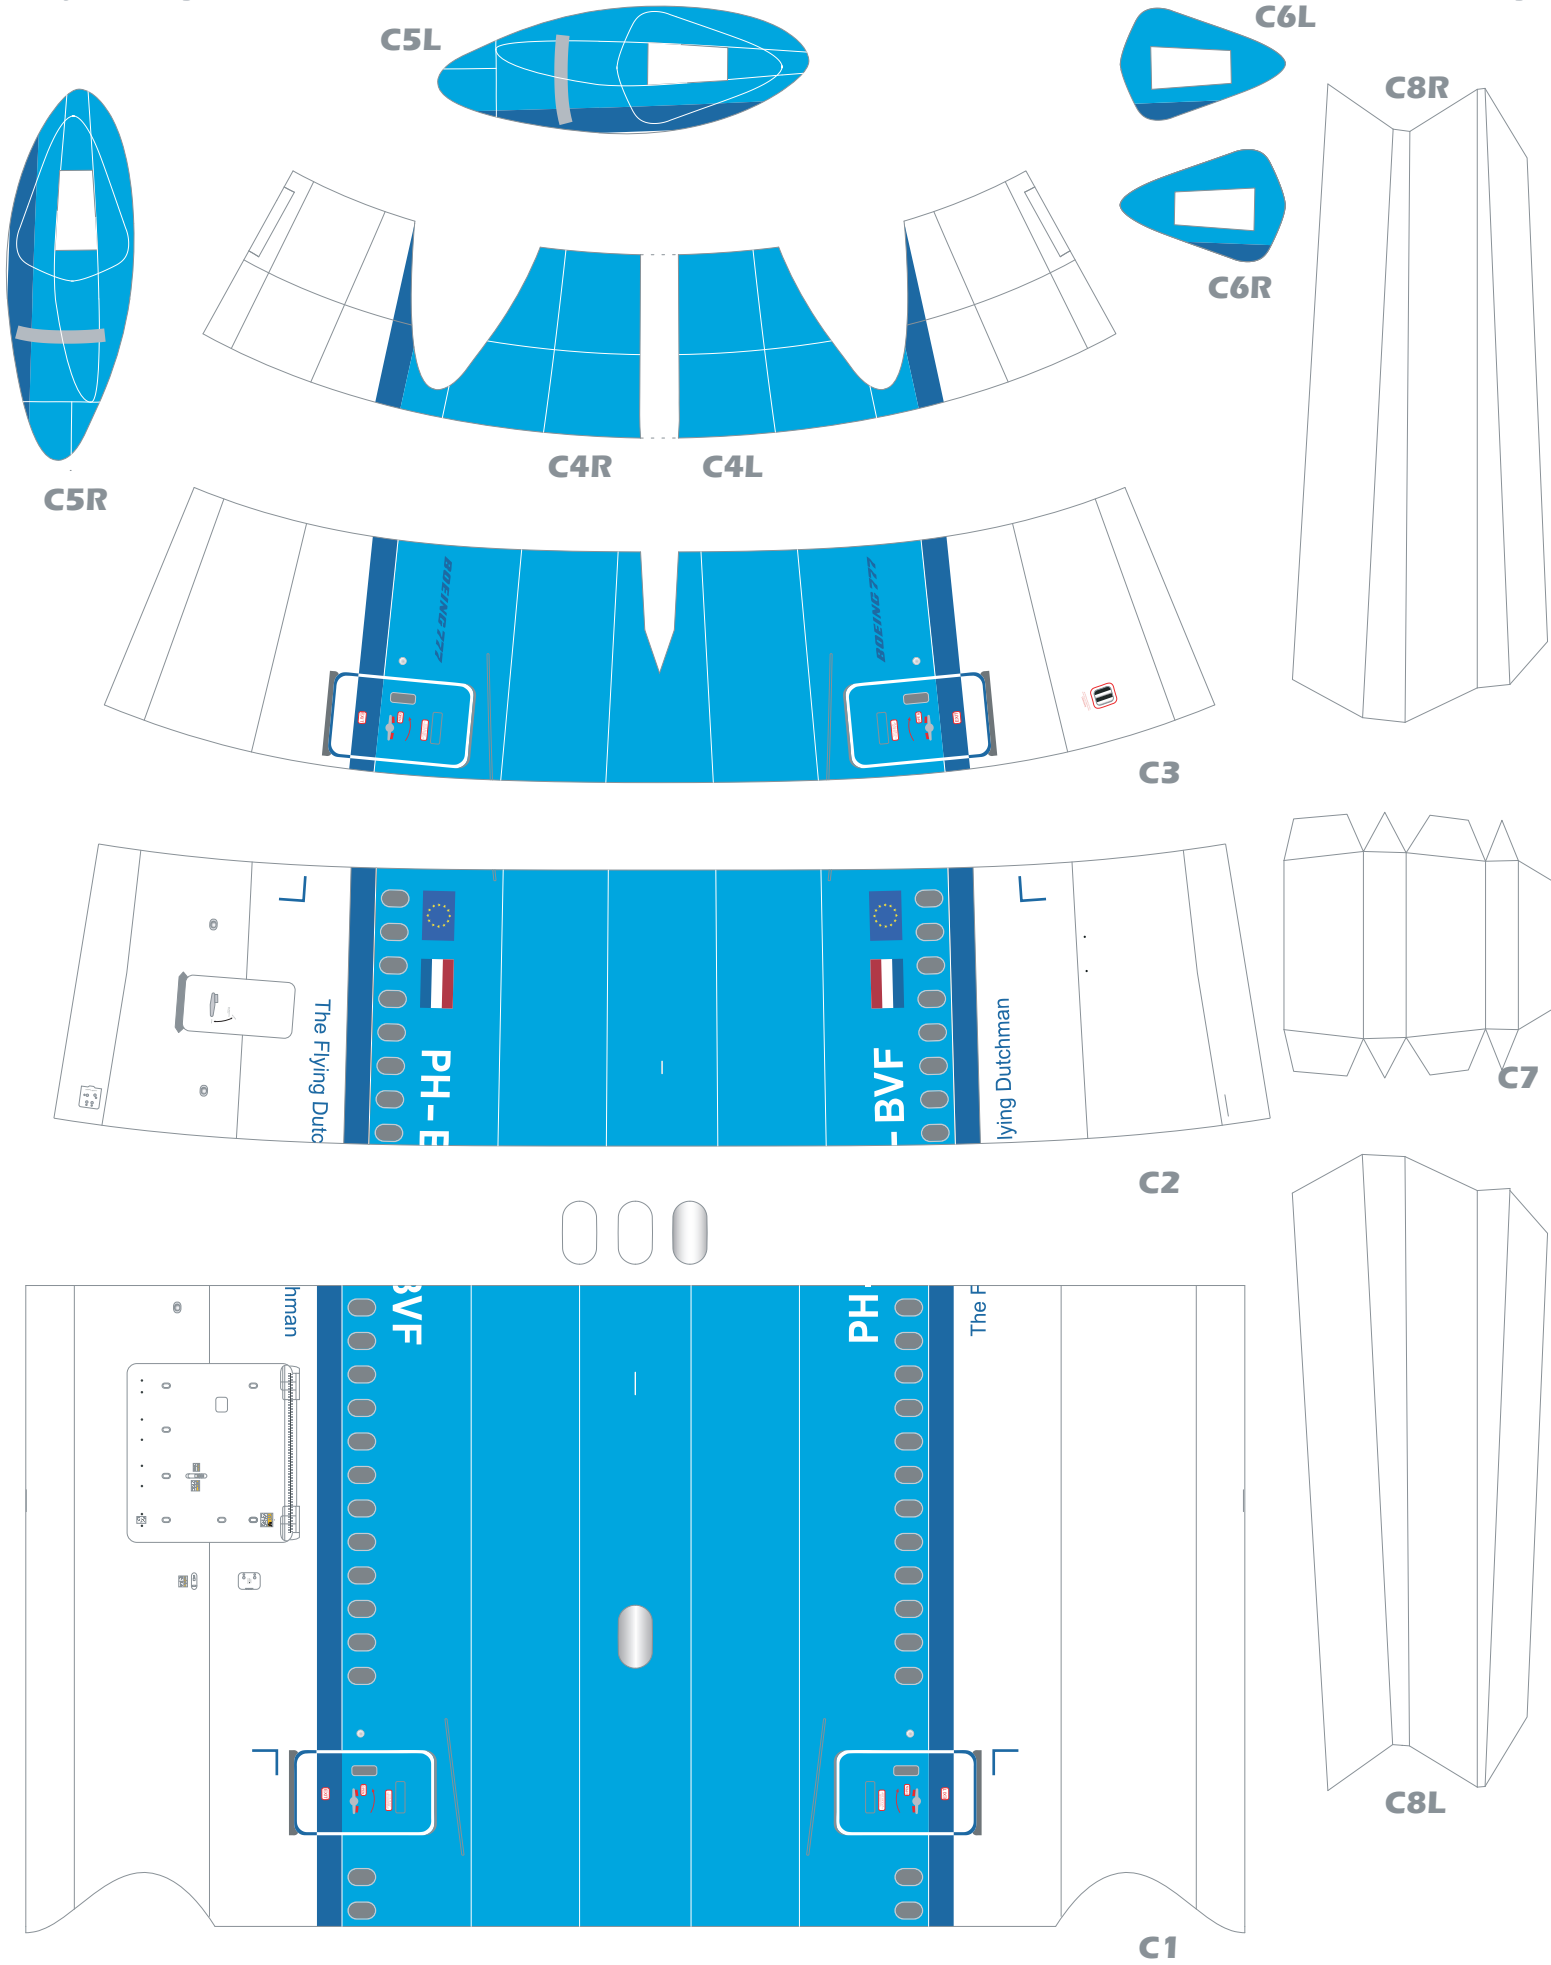 C5L
C6L
C8R
C6R
C4R
C4L
C5R
BOEING 777
BOEING 777
C3
The Flying Dutc
PH-B
-BVF
lying Dutchman
C7
C2
hman
BVF
PH-
The F
C8L
C1